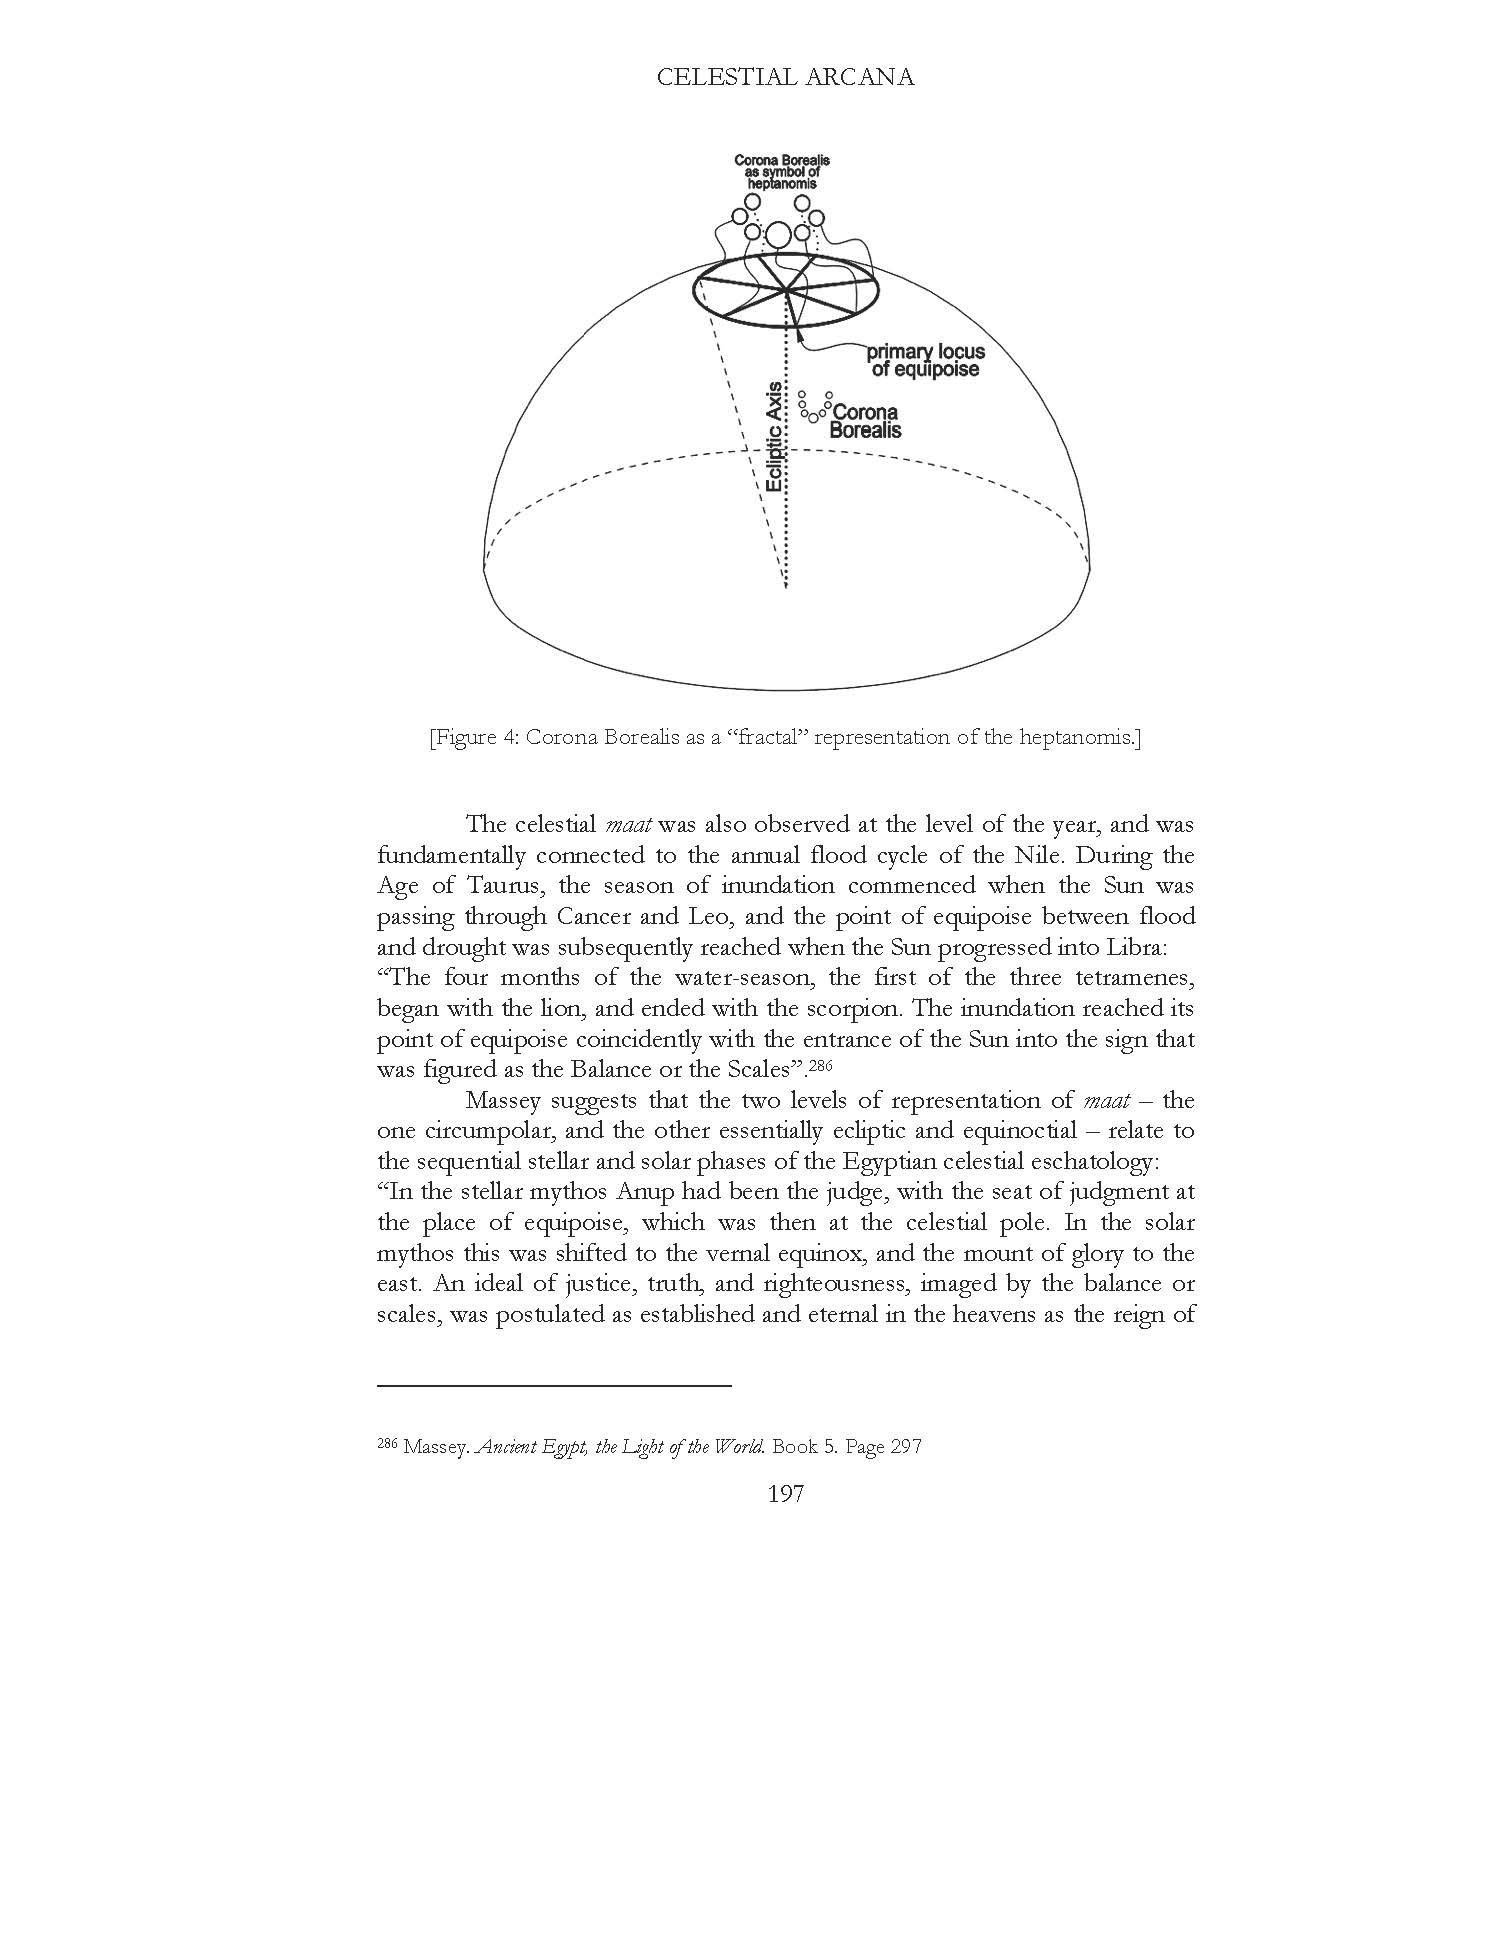 CELESTIAL ARCANA
Corona Borealis
as symbol of
heptanomis
primary locus
of equipoise
Ecliptic Axis
Corona
Borealis
[Figure 4: Corona Borealis as a “fractal” representation of the heptanomis.]
The celestial maat was also observed at the level of the year, and was
fundamentally connected to the annual flood cycle of the Nile. During the
Age of Taurus, the season of inundation commenced when the Sun was
passing through Cancer and Leo, and the point of equipoise between flood
and drought was subsequently reached when the Sun progressed into Libra:
“The four months of the water-season, the first of the three tetramenes,
began with the lion, and ended with the scorpion. The inundation reached its
point of equipoise coincidently with the entrance of the Sun into the sign that
was figured as the Balance or the Scales”.286
Massey suggests that the two levels of representation of maat – the
one circumpolar, and the other essentially ecliptic and equinoctial – relate to
the sequential stellar and solar phases of the Egyptian celestial eschatology:
“In the stellar mythos Anup had been the judge, with the seat of judgment at
the place of equipoise, which was then at the celestial pole. In the solar
mythos this was shifted to the vernal equinox, and the mount of glory to the
east. An ideal of justice, truth, and righteousness, imaged by the balance or
scales, was postulated as established and eternal in the heavens as the reign of
286 Massey. Ancient Egypt, the Light of the World. Book 5. Page 297
197